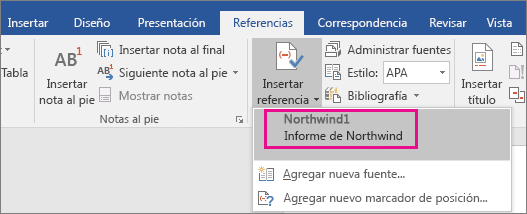 Insertar Diseño Presentación Referencias Correspondencia Revisar Vista
Tabla
AB¹
Insertar
nota al pie
Insertar nota al final
Siguiente nota al pie
Mostrar notas
Notas al pie
Insertar
referencia
Administrar fuentes
Estilo: APA
Bibliografía
Insertar
título
Northwind1
Informe de Northwind
Agregar nueva fuente...
Agregar nuevo marcador de posición...